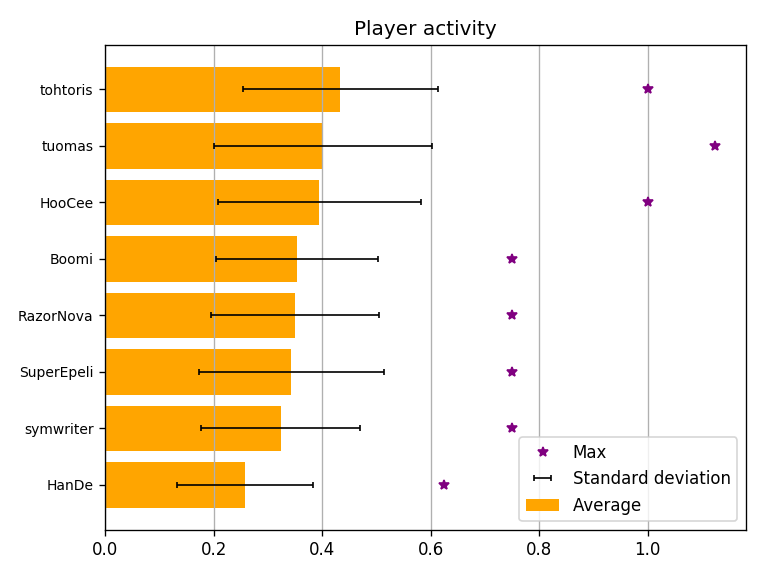 Player activity
tohtoris
tuomas
HooCee
Boomi
RazorNova
SuperEpeli
symwriter
HanDe
Max
Standard deviation
Average
0.0 0.2 0.4 0.6 0.8 1.0